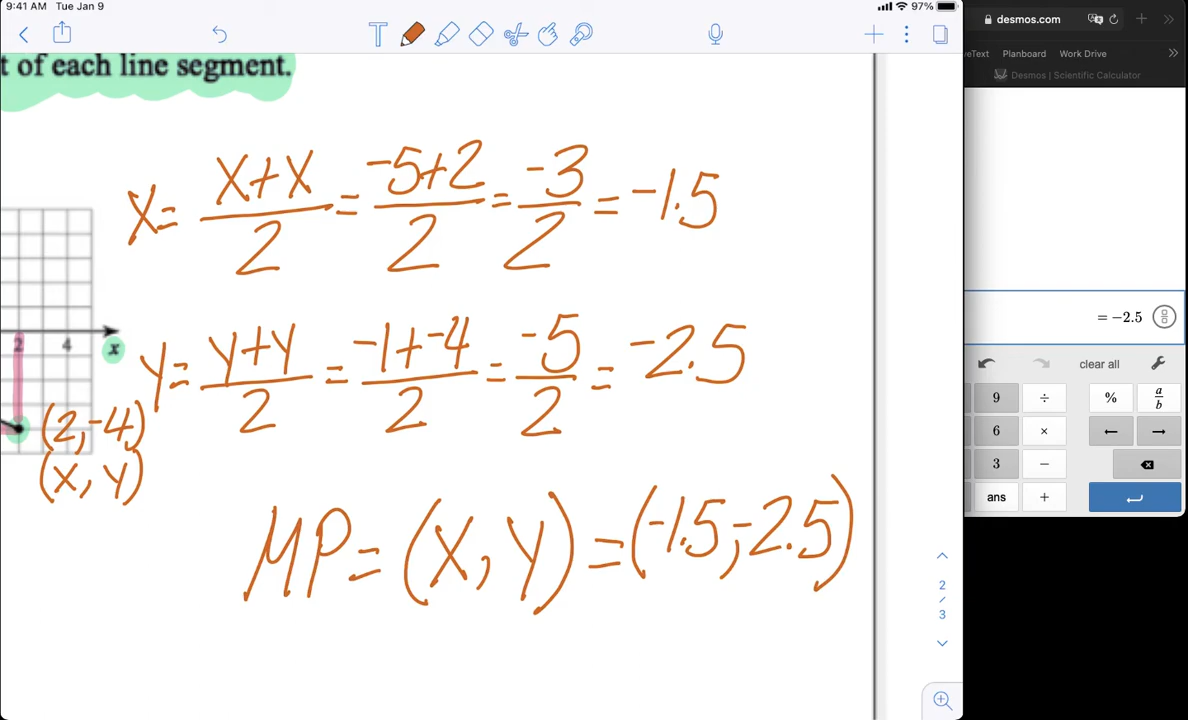 9:41 AM Tue Jan 9
97%
desmos.com
veText Planboard Work Drive
Desmos | Scientific Calculator
t of each line segment.
x = x+x/2 = -5+2/2 = -3/2 = -1.5
y = y+y/2 = -1+-4/2 = -5/2 = -2.5
2 4 x
(2,-4)
(x, y)
MP = (x, y) = (-1.5,-2.5)
2
/
3
= −2.5
clear all
9 ÷ % a/b
6 × ← →
3 −
ans +